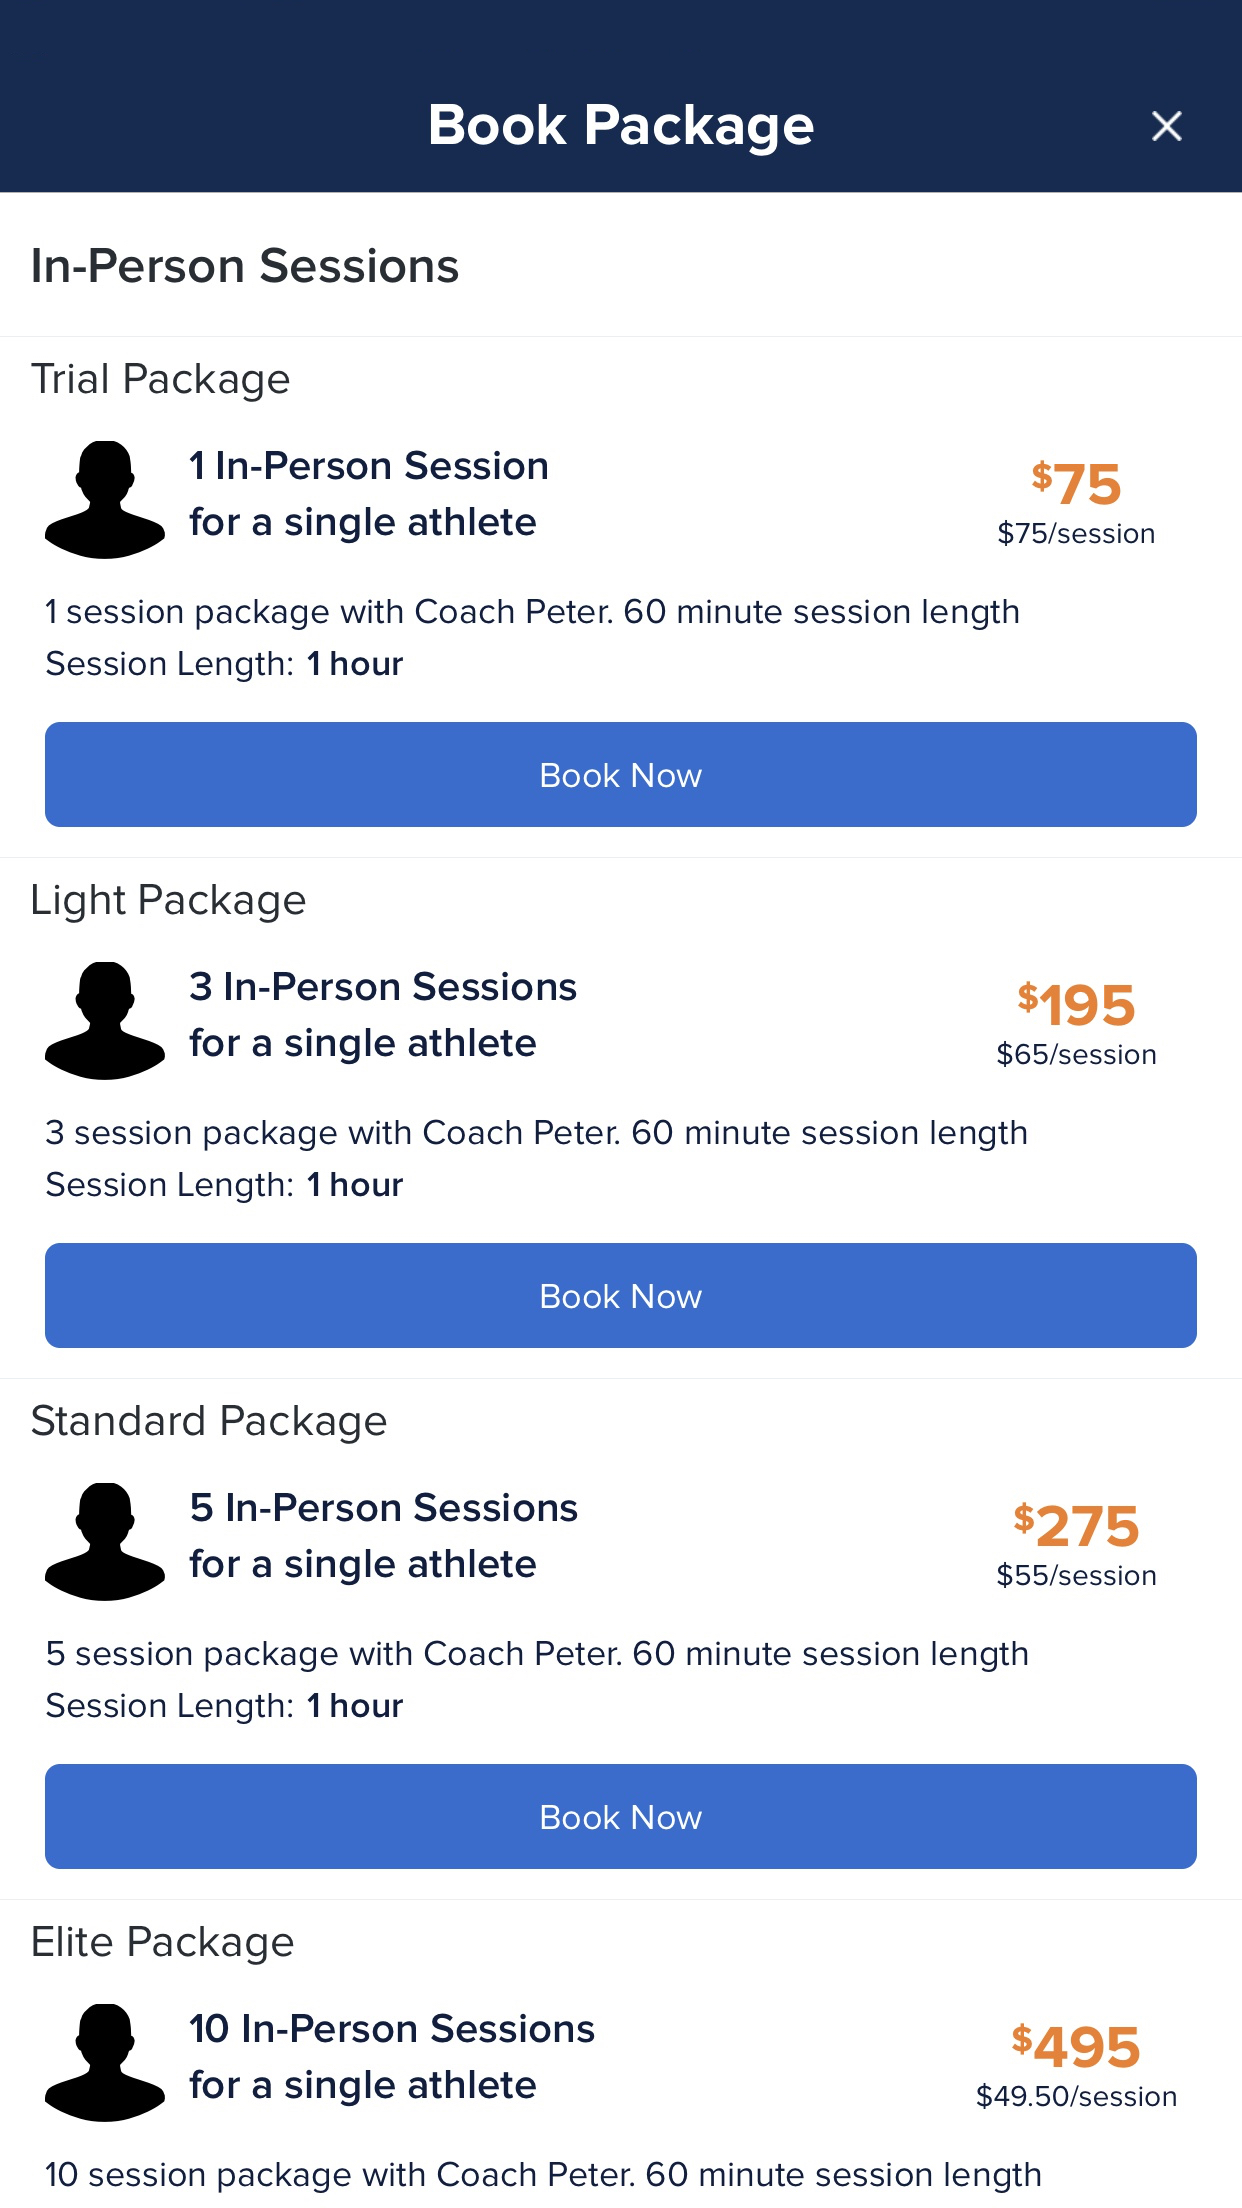 Book Package
In-Person Sessions
Trial Package
1 In-Person Session
for a single athlete
$75
$75/session
1 session package with Coach Peter. 60 minute session length
Session Length: 1 hour
Book Now
Light Package
3 In-Person Sessions
for a single athlete
$195
$65/session
3 session package with Coach Peter. 60 minute session length
Session Length: 1 hour
Book Now
Standard Package
5 In-Person Sessions
for a single athlete
$275
$55/session
5 session package with Coach Peter. 60 minute session length
Session Length: 1 hour
Book Now
Elite Package
10 In-Person Sessions
for a single athlete
$495
$49.50/session
10 session package with Coach Peter. 60 minute session length